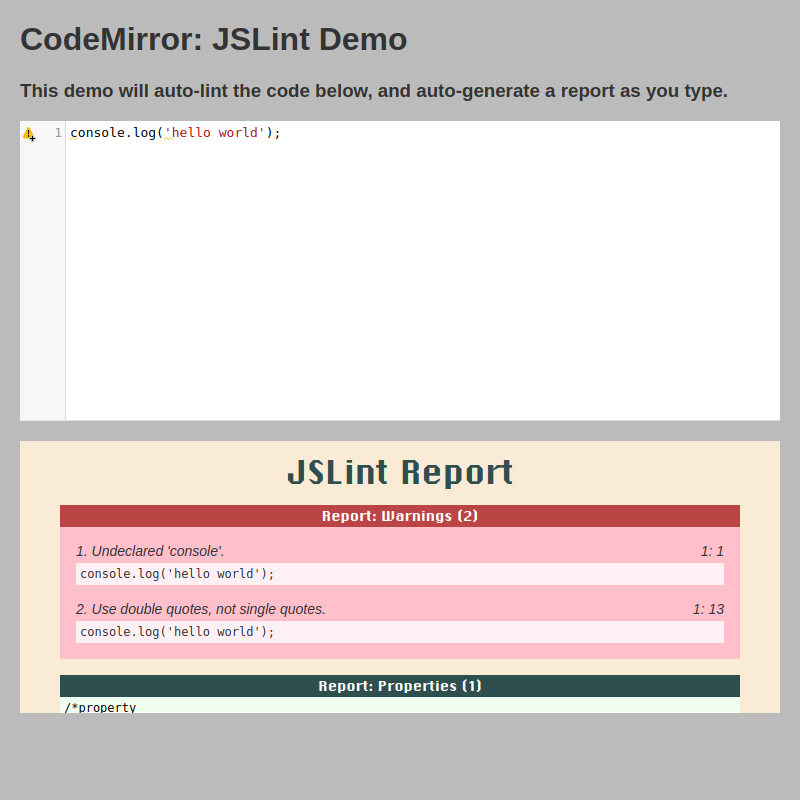 CodeMirror: JSLint Demo
This demo will auto-lint the code below, and auto-generate a report as you type.
1 console.log('hello world');
JSLint Report
Report: Warnings (2)
1. Undeclared 'console'. 1: 1
console.log('hello world');
2. Use double quotes, not single quotes. 1: 13
console.log('hello world');
Report: Properties (1)
/*property